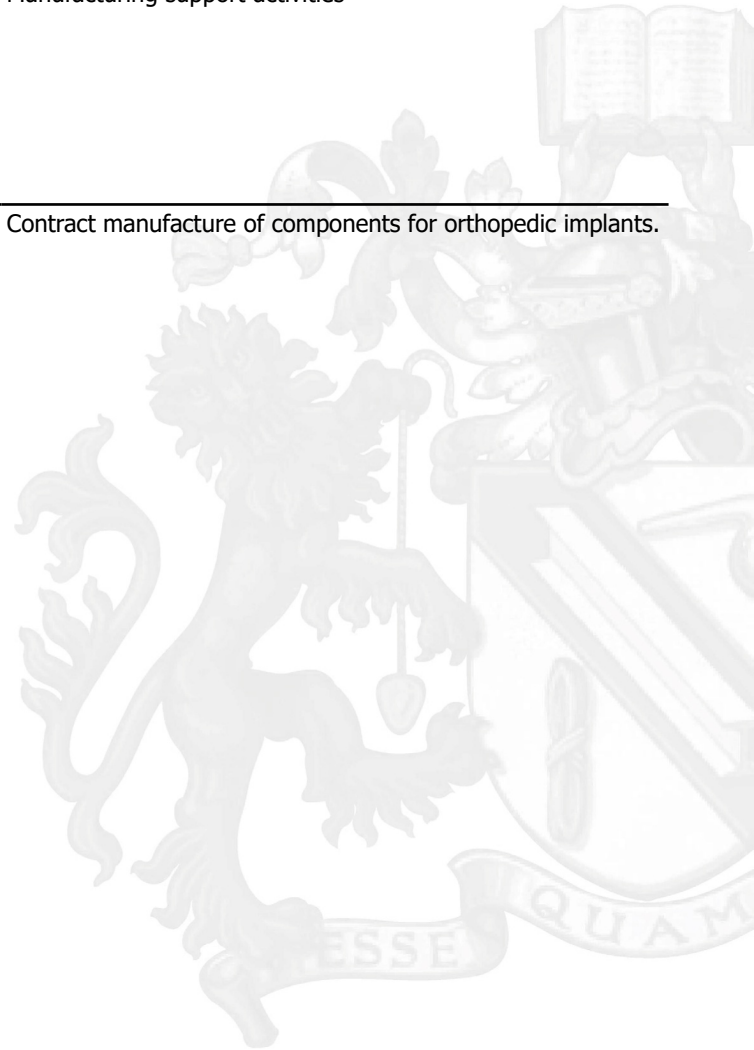 Manufacturing support activities
Contract manufacture of components for orthopedic implants.
ESSE
QUAM